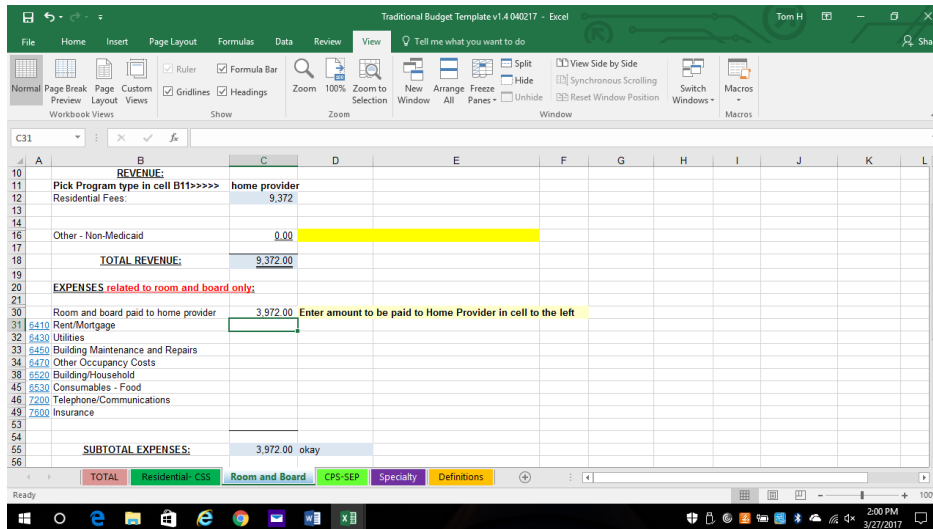 Traditional Budget Template v1.4 040217 - Excel Tom H
File Home Insert Page Layout Formulas Data Review View Tell me what you want to do Sha
Normal Page Break Preview Page Layout Custom Views
Workbook Views
Ruler Formula Bar
Gridlines Headings
Show
Zoom 100% Zoom to Selection
Zoom
New Window Arrange All Freeze Panes
Split
Hide
Unhide
View Side by Side
Synchronous Scrolling
Reset Window Position
Window
Switch Windows
Macros
Macros
C31 fx
A B C D E F G H I J K L
10 REVENUE:
11 Pick Program type in cell B11>>>>> home provider
12 Residential Fees: 9,372
13
14
16 Other - Non-Medicaid 0.00
17
18 TOTAL REVENUE: 9,372.00
19
20 EXPENSES related to room and board only:
21
30 Room and board paid to home provider 3,972.00 Enter amount to be paid to Home Provider in cell to the left
31 6410 Rent/Mortgage
32 6430 Utilities
33 6450 Building Maintenance and Repairs
34 6470 Other Occupancy Costs
38 6520 Building/Household
45 6530 Consumables - Food
46 7200 Telephone/Communications
49 7600 Insurance
53
54
55 SUBTOTAL EXPENSES: 3,972.00 okay
56
TOTAL Residential- CSS Room and Board CPS-SEP Specialty Definitions
Ready 100
2:00 PM
3/27/2017